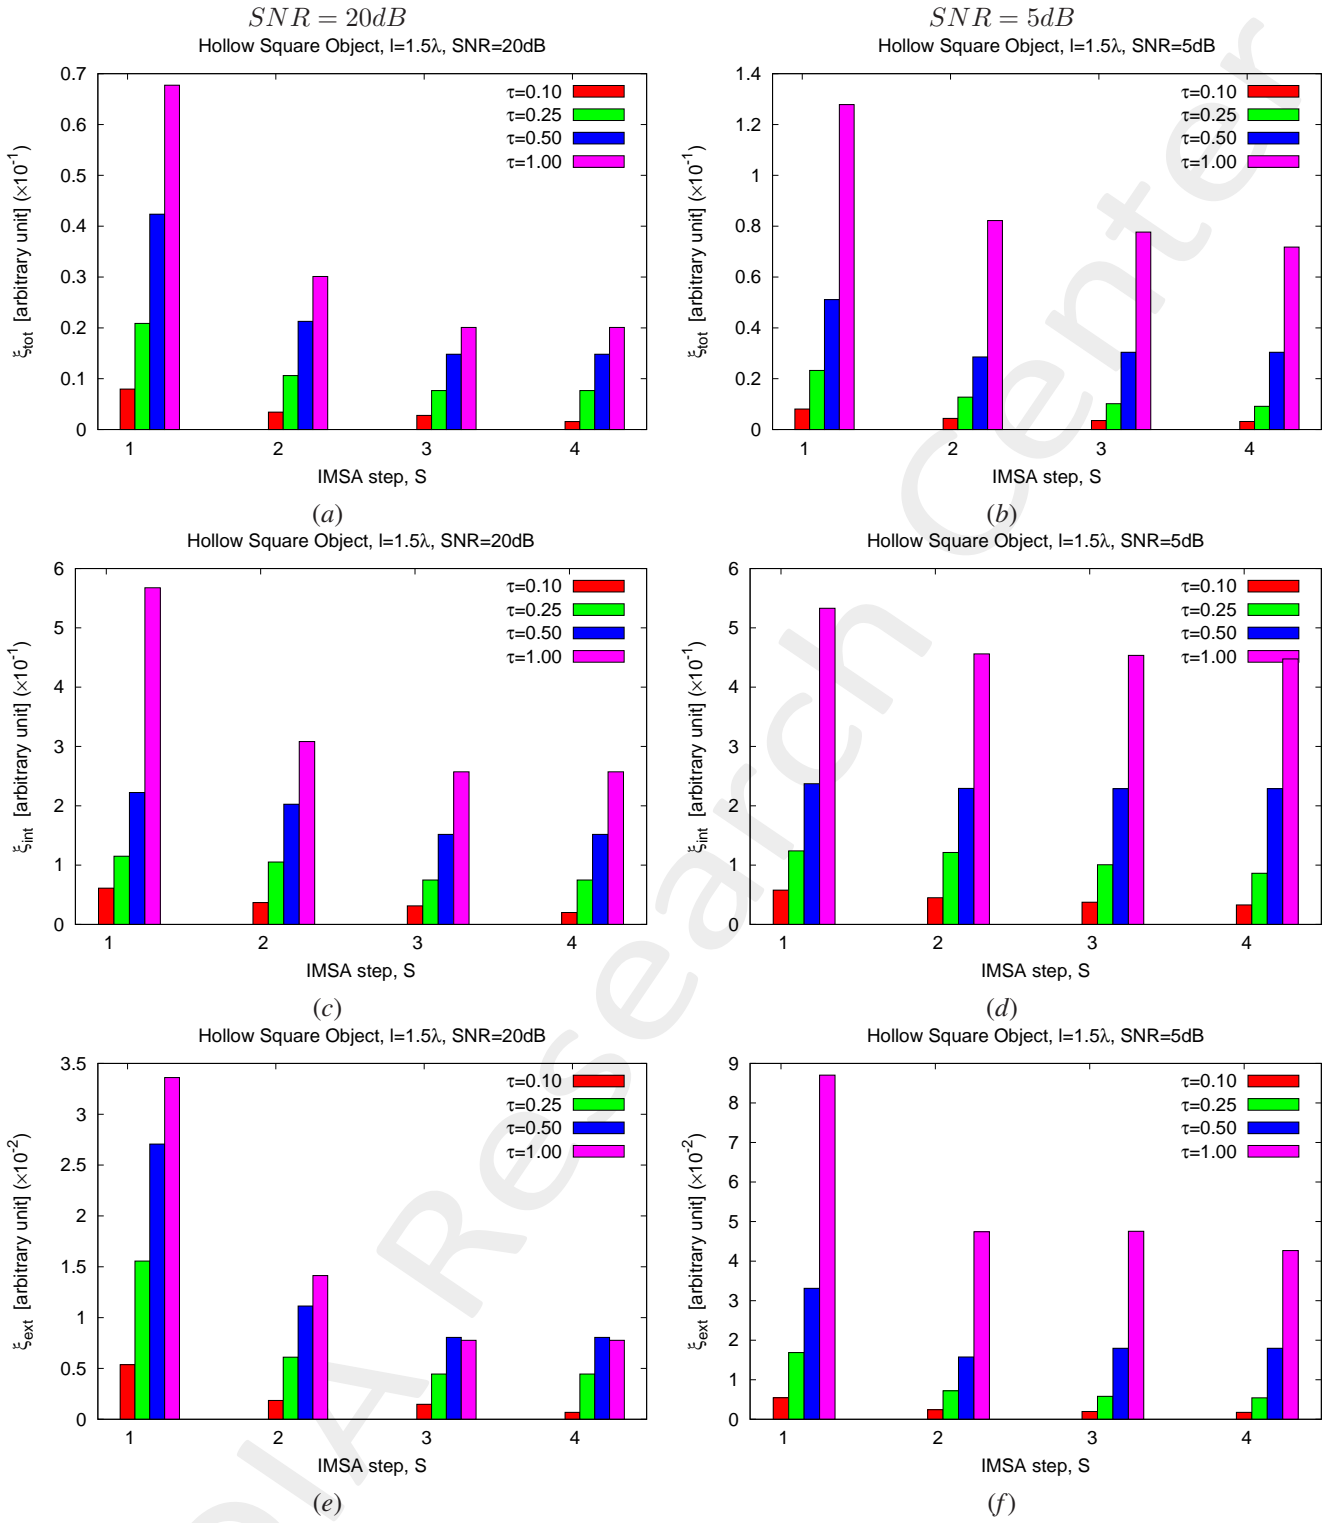 SNR = 20dB
SNR = 5dB
Hollow Square Object, l=1.5λ, SNR=20dB
ξtot [arbitrary unit] (×10-1)
0.7
0.6
0.5
0.4
0.3
0.2
0.1
0
τ=0.10
τ=0.25
τ=0.50
τ=1.00
1 2 3 4
IMSA step, S
(a)
Hollow Square Object, l=1.5λ, SNR=5dB
ξtot [arbitrary unit] (×10-1)
1.4
1.2
1
0.8
0.6
0.4
0.2
0
τ=0.10
τ=0.25
τ=0.50
τ=1.00
1 2 3 4
IMSA step, S
(b)
Hollow Square Object, l=1.5λ, SNR=20dB
ξint [arbitrary unit] (×10-1)
6
5
4
3
2
1
0
τ=0.10
τ=0.25
τ=0.50
τ=1.00
1 2 3 4
IMSA step, S
(c)
Hollow Square Object, l=1.5λ, SNR=5dB
ξint [arbitrary unit] (×10-1)
6
5
4
3
2
1
0
τ=0.10
τ=0.25
τ=0.50
τ=1.00
1 2 3 4
IMSA step, S
(d)
Hollow Square Object, l=1.5λ, SNR=20dB
ξext [arbitrary unit] (×10-2)
3.5
3
2.5
2
1.5
1
0.5
0
τ=0.10
τ=0.25
τ=0.50
τ=1.00
1 2 3 4
IMSA step, S
(e)
Hollow Square Object, l=1.5λ, SNR=5dB
ξext [arbitrary unit] (×10-2)
9
8
7
6
5
4
3
2
1
0
τ=0.10
τ=0.25
τ=0.50
τ=1.00
1 2 3 4
IMSA step, S
(f)
DIA Research Center